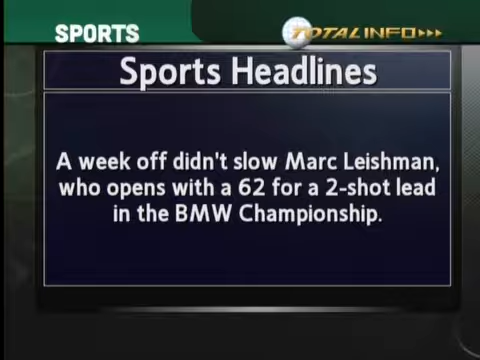 SPORTS
TOTALINFO
Sports Headlines
A week off didn't slow Marc Leishman,
who opens with a 62 for a 2-shot lead
in the BMW Championship.